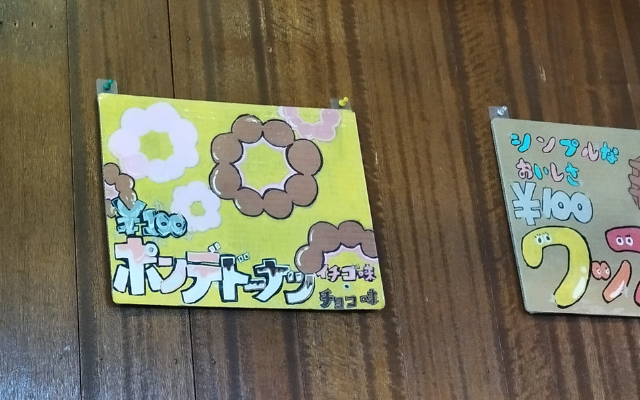 ¥100
ポンデドーナツ
イチゴ味
・
チョコ味
シンプルな
おいしさ
¥100
ワッ